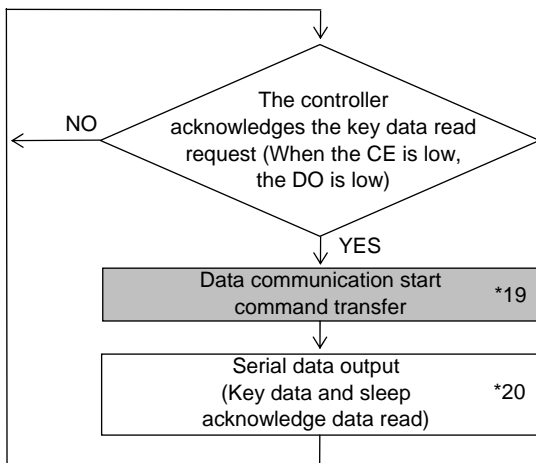 The controller
acknowledges the key data read
request (When the CE is low,
the DO is low)
NO
YES
Data communication start
command transfer
*19
Serial data output
(Key data and sleep
acknowledge data read)
*20